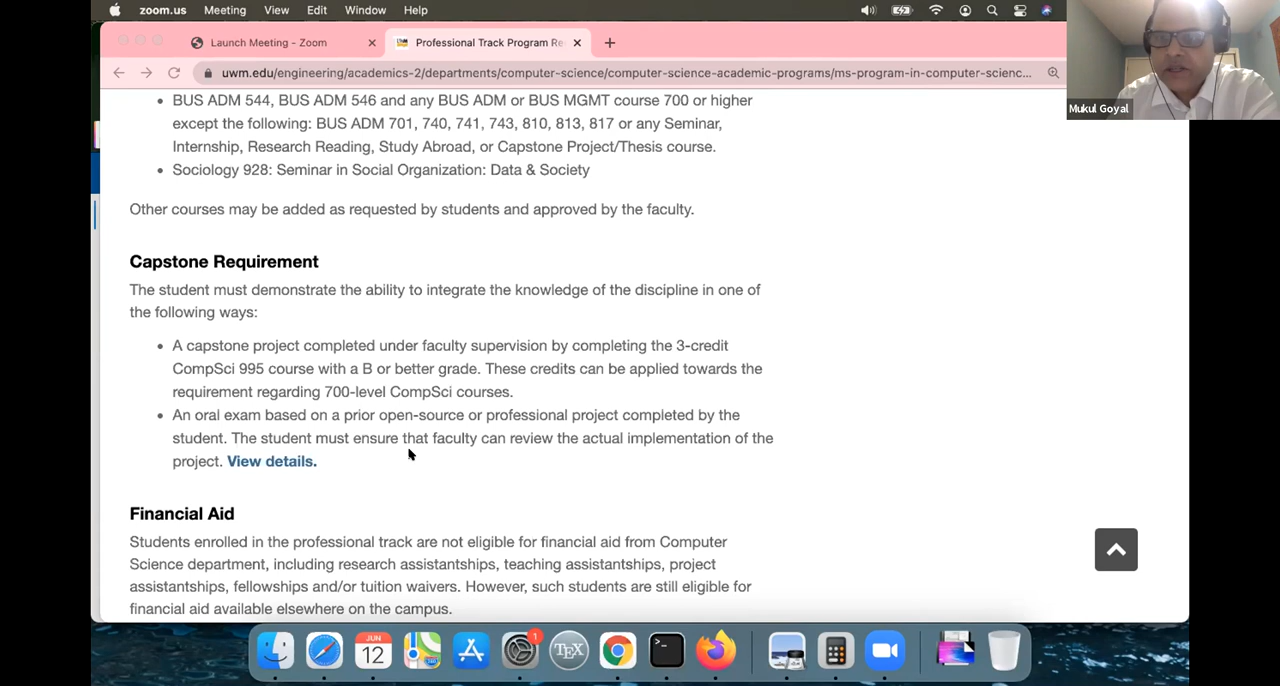 zoom.us Meeting View Edit Window Help
Launch Meeting - Zoom
Professional Track Program Re
uwm.edu/engineering/academics-2/departments/computer-science/computer-science-academic-programs/ms-program-in-computer-scienc...
Mukul Goyal
• BUS ADM 544, BUS ADM 546 and any BUS ADM or BUS MGMT course 700 or higher
except the following: BUS ADM 701, 740, 741, 743, 810, 813, 817 or any Seminar,
Internship, Research Reading, Study Abroad, or Capstone Project/Thesis course.
• Sociology 928: Seminar in Social Organization: Data & Society
Other courses may be added as requested by students and approved by the faculty.
Capstone Requirement
The student must demonstrate the ability to integrate the knowledge of the discipline in one of
the following ways:
• A capstone project completed under faculty supervision by completing the 3-credit
CompSci 995 course with a B or better grade. These credits can be applied towards the
requirement regarding 700-level CompSci courses.
• An oral exam based on a prior open-source or professional project completed by the
student. The student must ensure that faculty can review the actual implementation of the
project. View details.
Financial Aid
Students enrolled in the professional track are not eligible for financial aid from Computer
Science department, including research assistantships, teaching assistantships, project
assistantships, fellowships and/or tuition waivers. However, such students are still eligible for
financial aid available elsewhere on the campus.
JUN
12
1
TEX